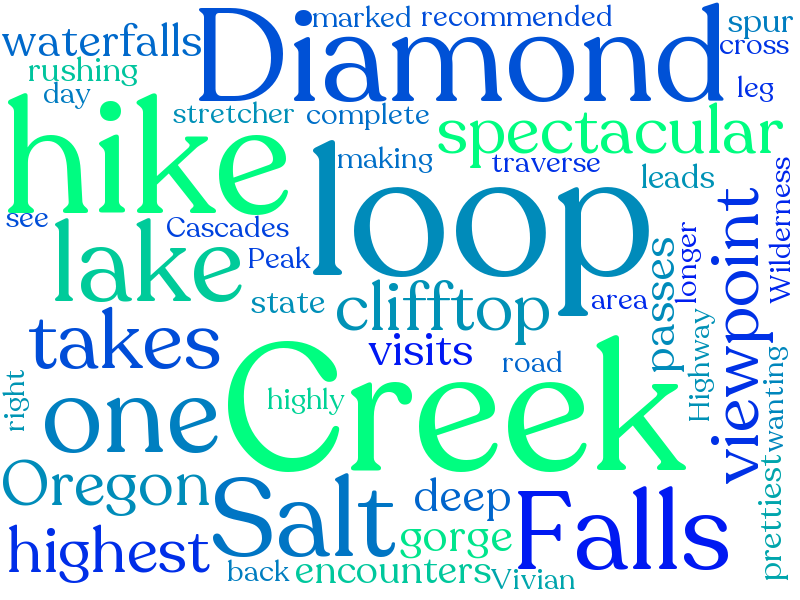 marked
recommended
spur
Diamond
waterfalls
cross
rushing
day
leg
stretcher
complete
hike
spectacular
making
traverse
leads
loop
see
Cascades
lake
Peak
viewpoint
Wilderness
longer
passes
state
clifftop
area
takes
visits
road
Highway
wanting
right
one
highly
Creek
Oregon
Salt
deep
Falls
prettiest
highest
gorge
back
encounters
Vivian